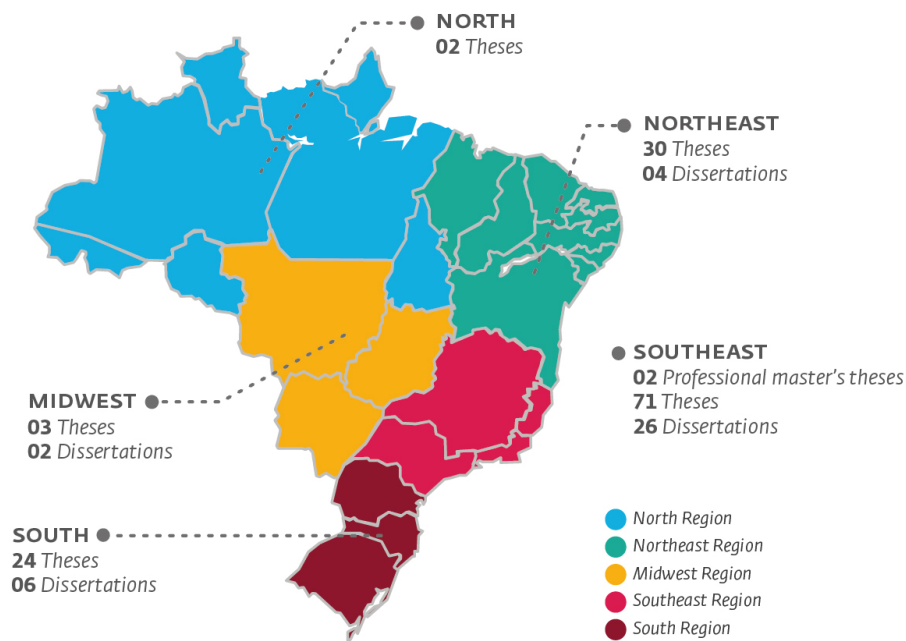 NORTH
02 Theses
NORTHEAST
30 Theses
04 Dissertations
SOUTHEAST
02 Professional master's theses
71 Theses
26 Dissertations
MIDWEST
03 Theses
02 Dissertations
SOUTH
24 Theses
06 Dissertations
North Region
Northeast Region
Midwest Region
Southeast Region
South Region